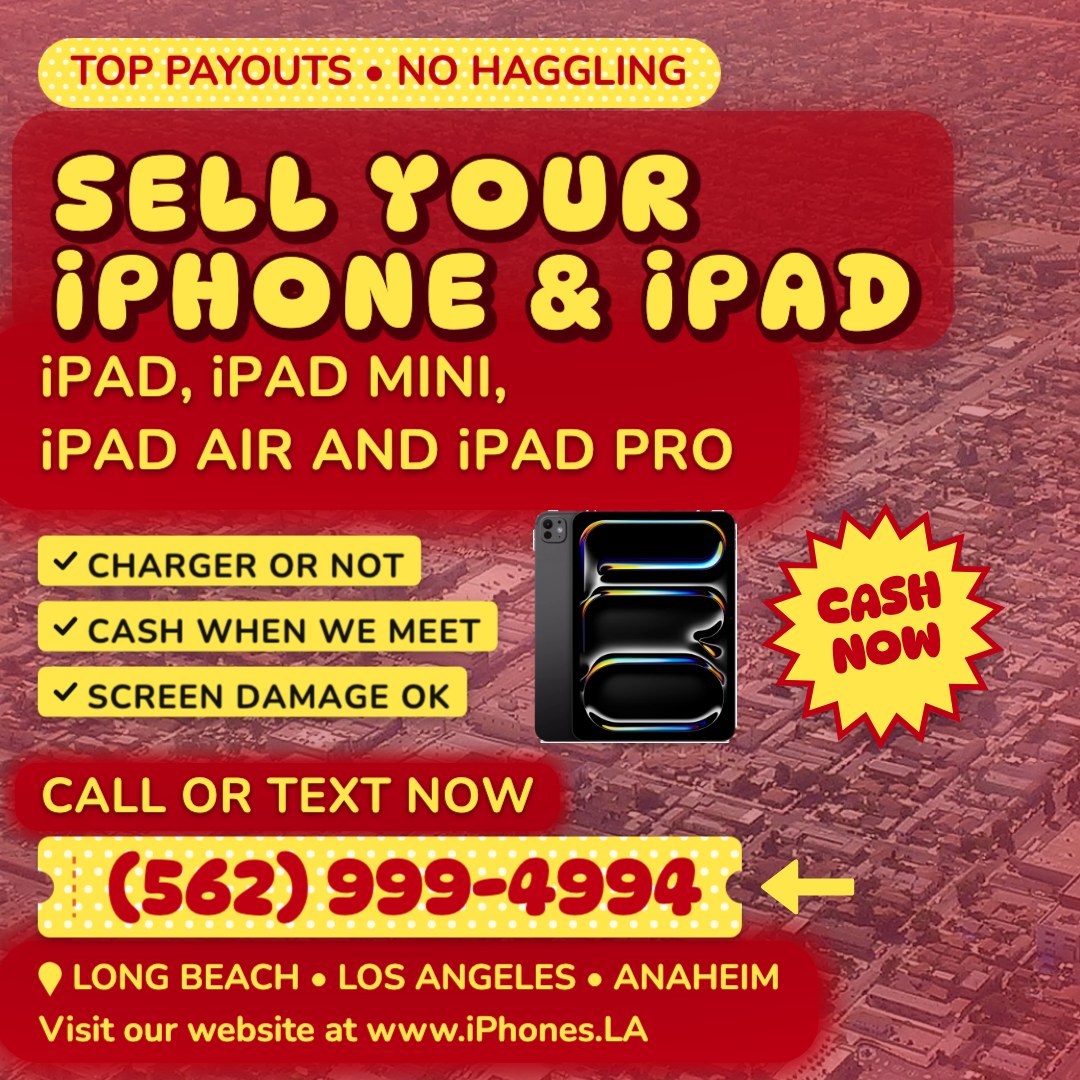 TOP PAYOUTS • NO HAGGLING
SELL YOUR
iPHONE & iPAD
iPAD, iPAD MINI,
iPAD AIR AND iPAD PRO
✓ CHARGER OR NOT
✓ CASH WHEN WE MEET
✓ SCREEN DAMAGE OK
CASH
NOW
CALL OR TEXT NOW
(562) 999-4994
LONG BEACH • LOS ANGELES • ANAHEIM
Visit our website at www.iPhones.LA